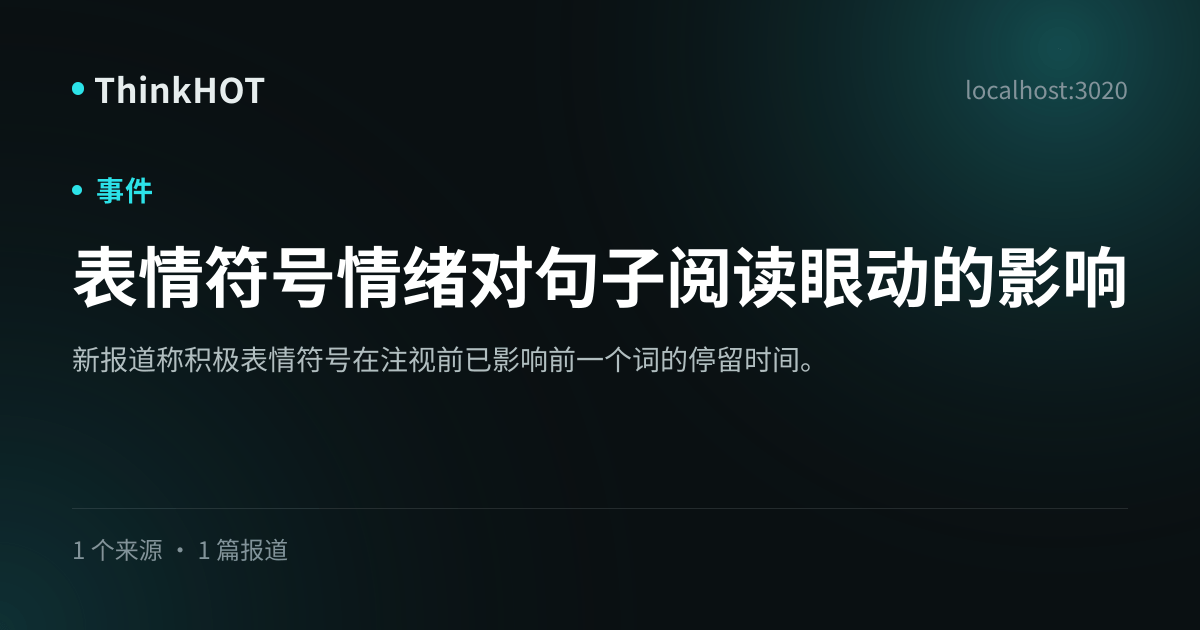 ThinkHOT
localhost:3020
事件
表情符号情绪对句子阅读眼动的影响
新报道称积极表情符号在注视前已影响前一个词的停留时间。
1 个来源 · 1 篇报道